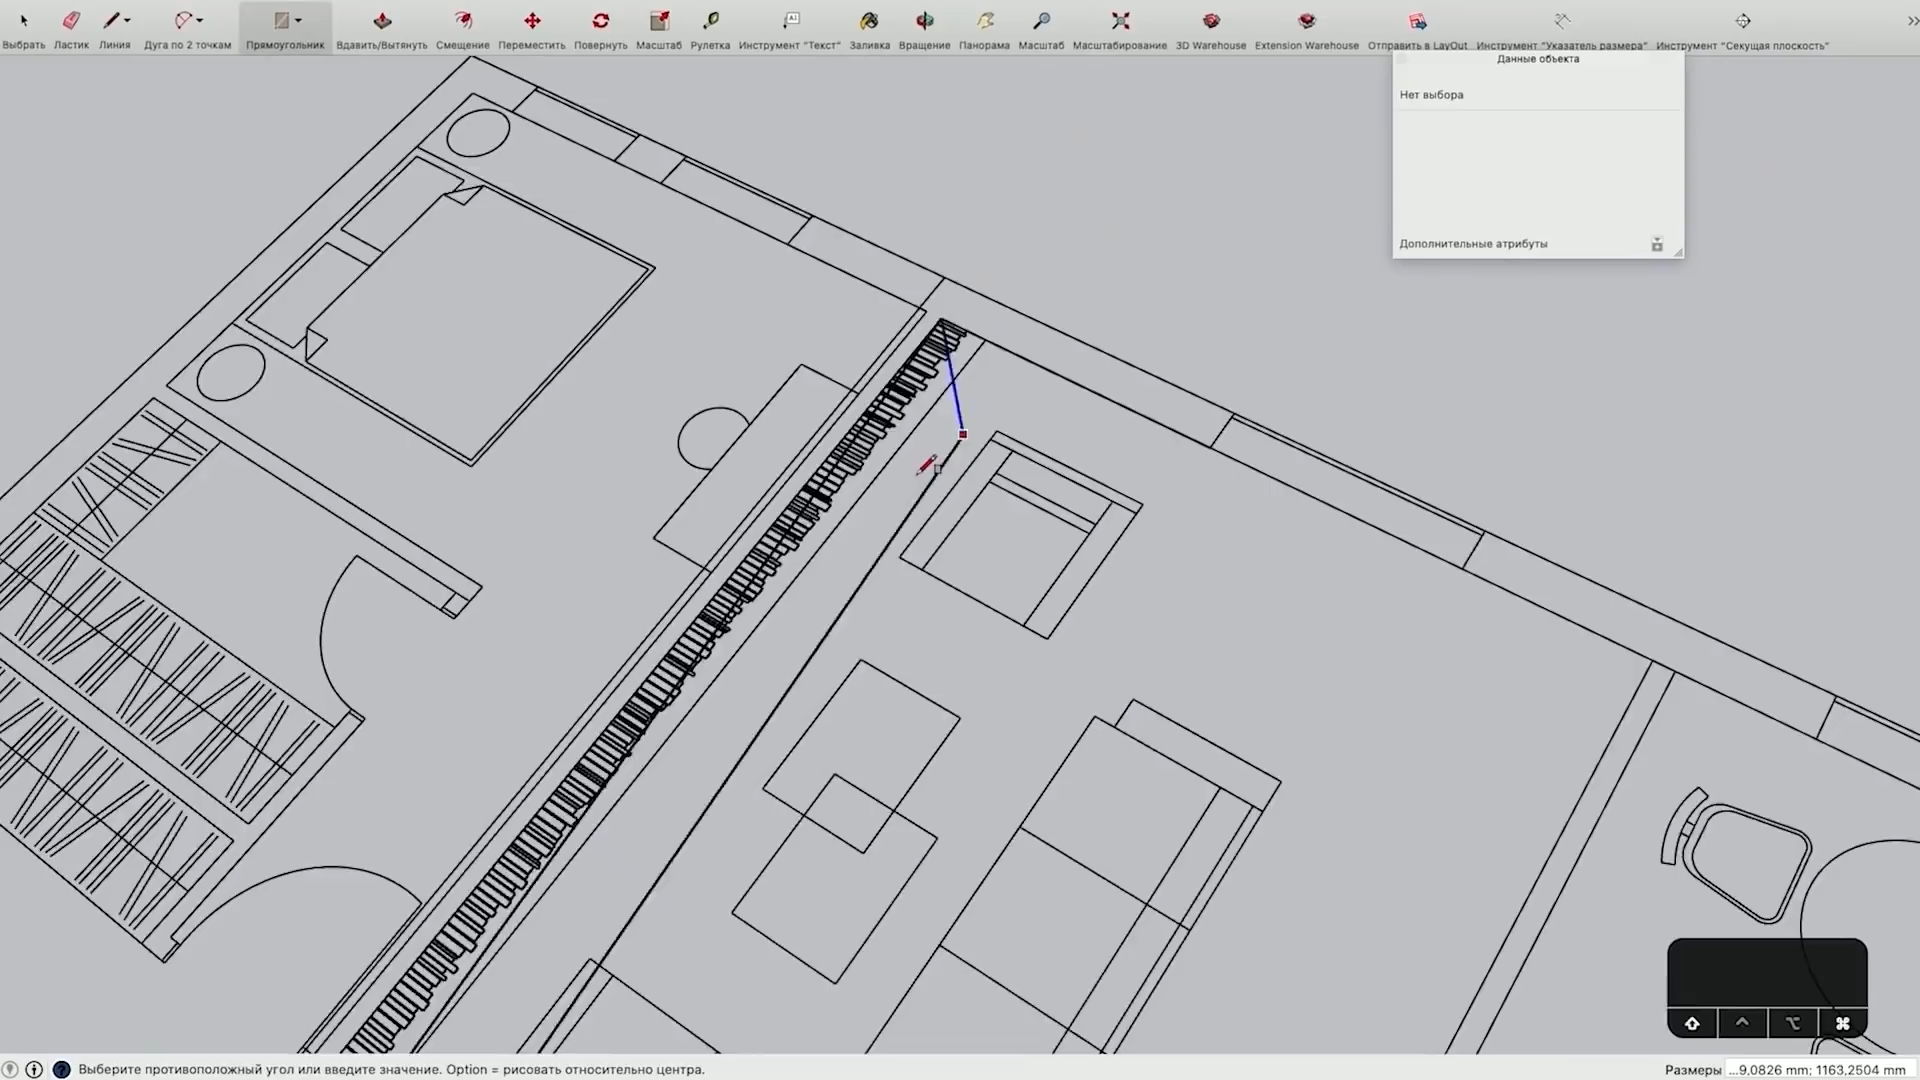 Выбрать Ластик Линия Дуга по 2 точкам Прямоугольник Вдавить/Вытянуть Смещение Переместить Повернуть Масштаб Рулетка Инструмент "Текст" Заливка Вращение Панорама Масштаб Масштабирование 3D Warehouse Extension Warehouse Отправить в LayOut Инструмент "Указатель размера" Инструмент "Секущая плоскость"
Данные объекта
Нет выбора
Дополнительные атрибуты
Выберите противоположный угол или введите значение. Option = рисовать относительно центра.
Размеры ...9,0826 mm; 1163,2504 mm